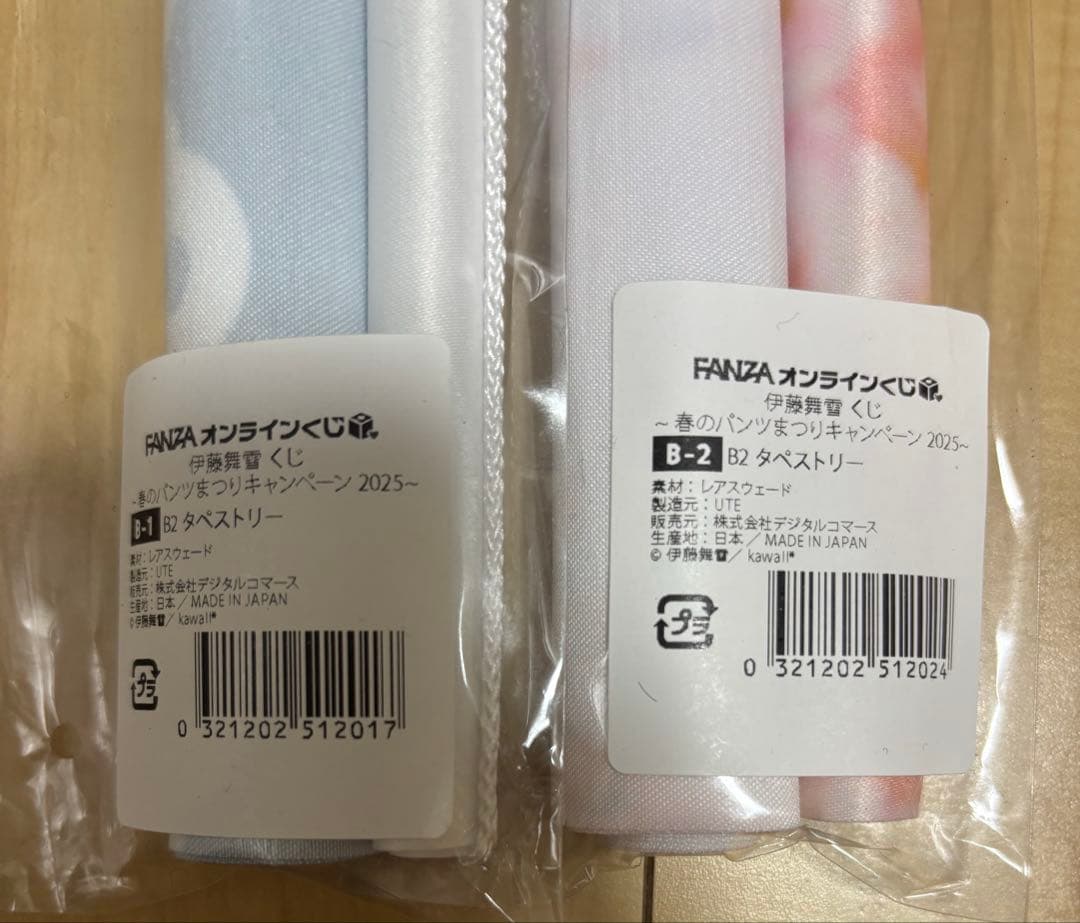 FANZA オンラインくじ
伊藤舞雪 くじ
~春のパンツまつりキャンペーン 2025~
B-1 B2 タペストリー
素材：レアスウェード
製造元：UTE
販売元：株式会社デジタルコマース
生産地：日本／MADE IN JAPAN
© 伊藤舞雪／kawaii*
プラ
0 321202 512017
FANZA オンラインくじ
伊藤舞雪 くじ
~春のパンツまつりキャンペーン 2025~
B-2 B2 タペストリー
素材：レアスウェード
製造元：UTE
販売元：株式会社デジタルコマース
生産地：日本／MADE IN JAPAN
© 伊藤舞雪／kawaii*
プラ
0 321202 512024